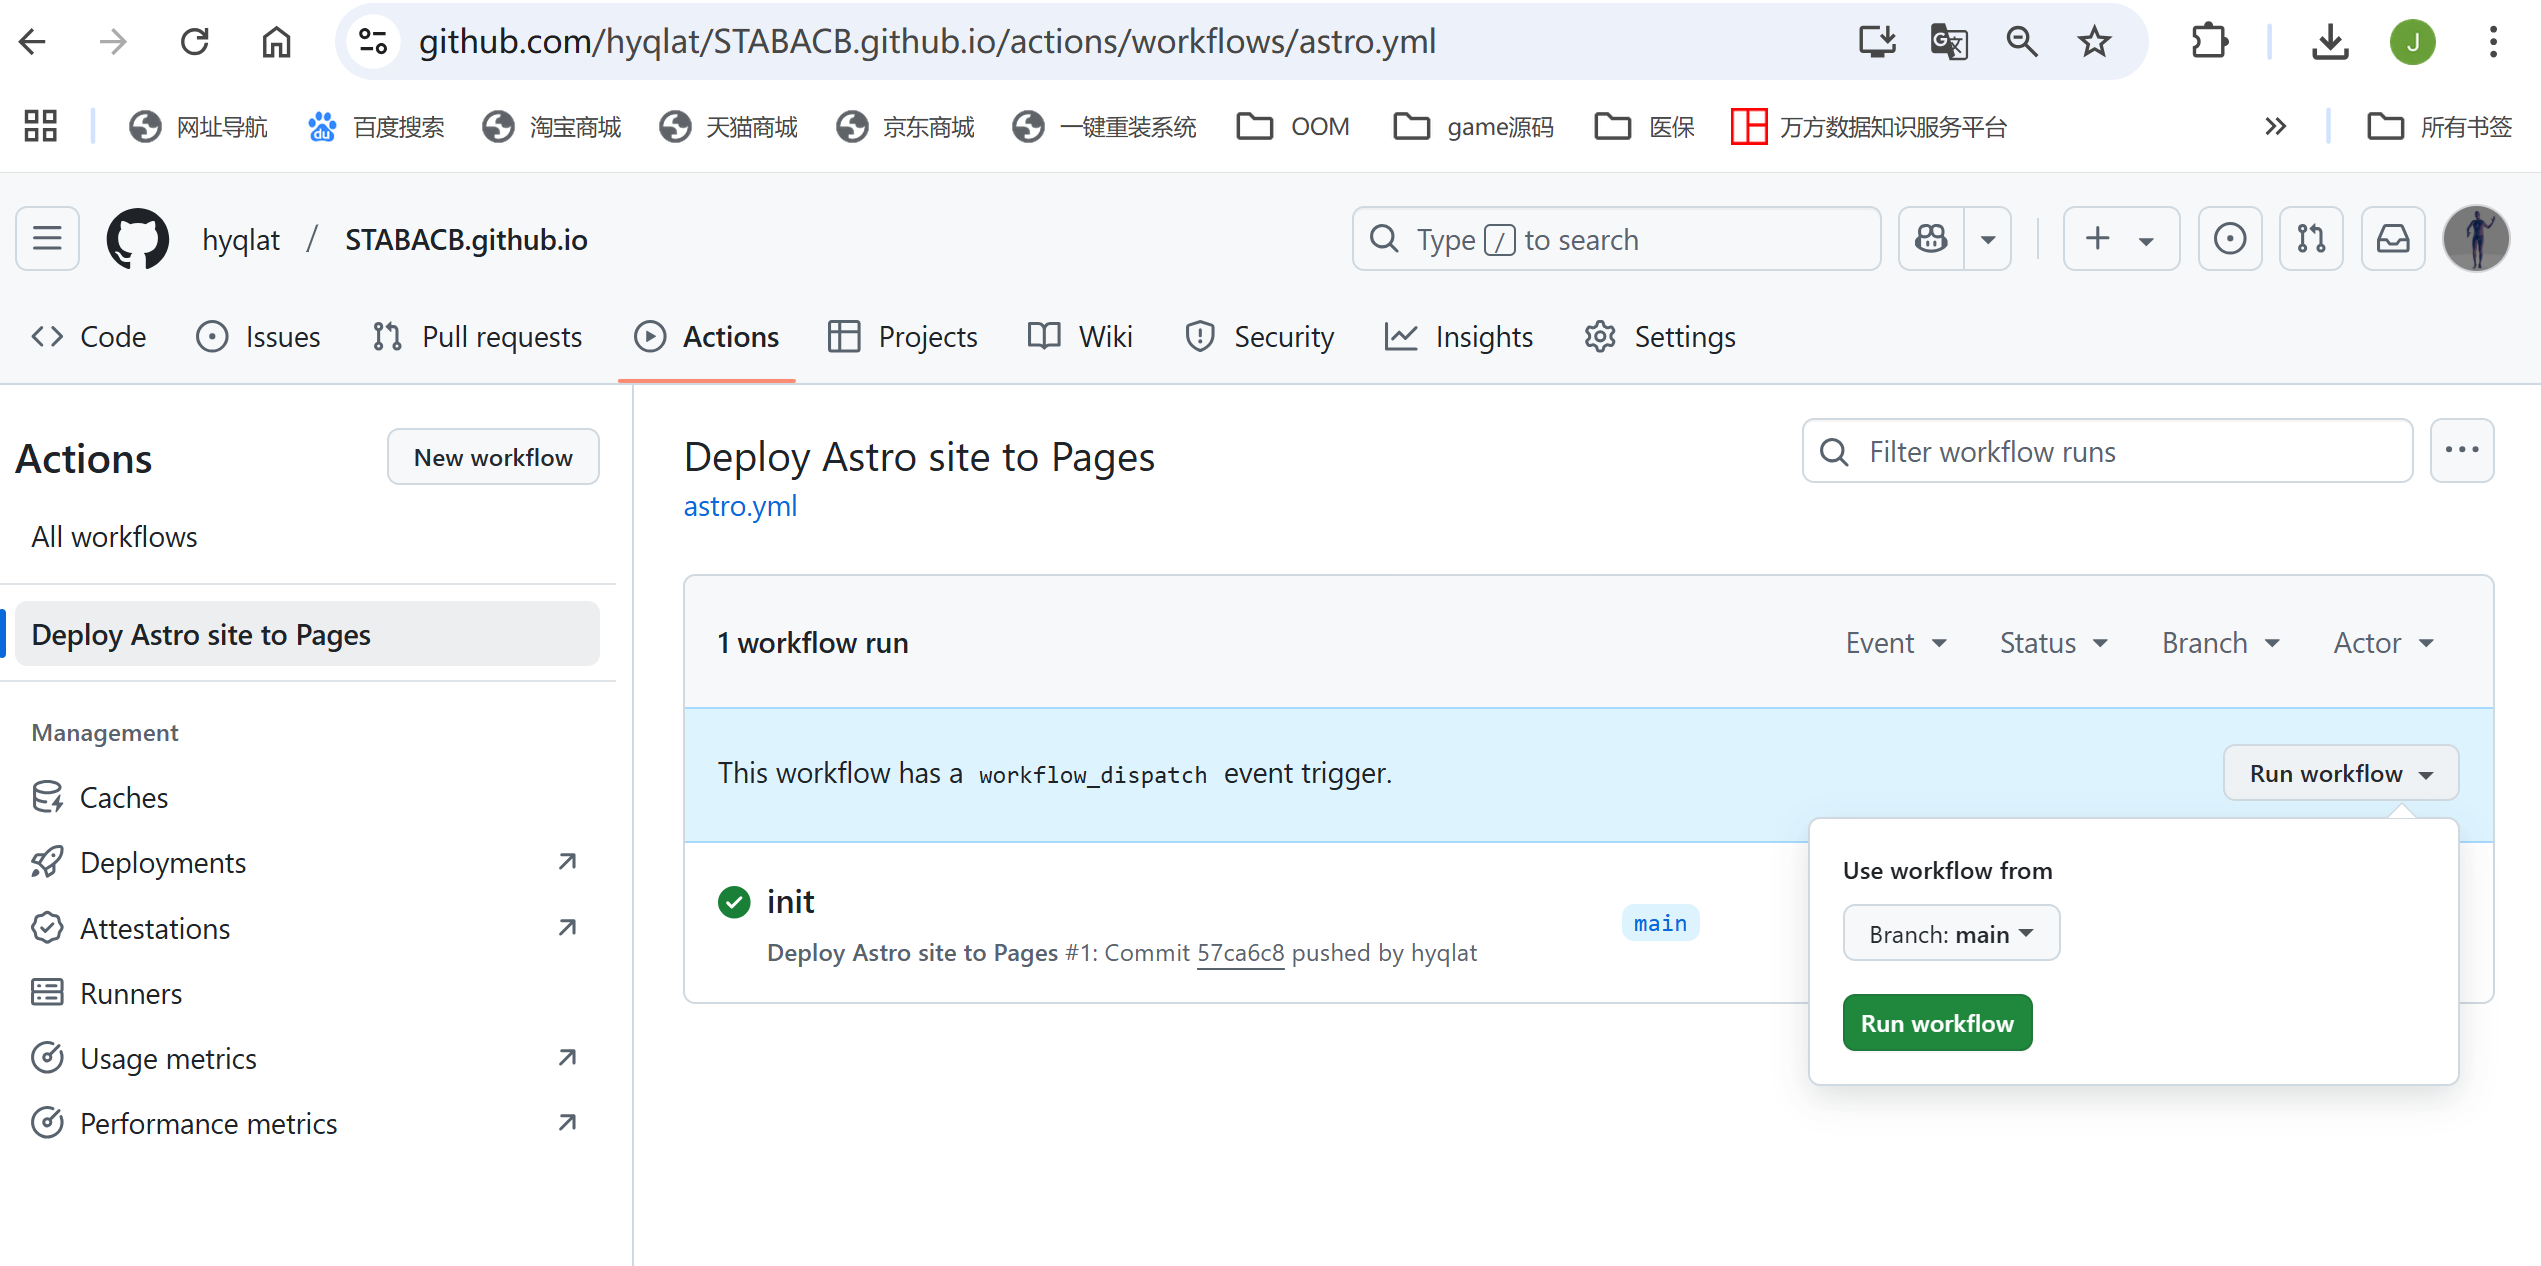 github.com/hyqlat/STABACB.github.io/actions/workflows/astro.yml
J
网址导航 百度搜索 淘宝商城 天猫商城 京东商城 一键重装系统 OOM game源码 医保 万方数据知识服务平台 所有书签
hyqlat / STABACB.github.io
Type / to search
Code Issues Pull requests Actions Projects Wiki Security Insights Settings
Actions
New workflow
All workflows
Deploy Astro site to Pages
Management
Caches
Deployments
Attestations
Runners
Usage metrics
Performance metrics
Deploy Astro site to Pages
astro.yml
Filter workflow runs
1 workflow run
Event Status Branch Actor
This workflow has a workflow_dispatch event trigger.
Run workflow
init
Deploy Astro site to Pages #1: Commit 57ca6c8 pushed by hyqlat
main
Use workflow from
Branch: main
Run workflow